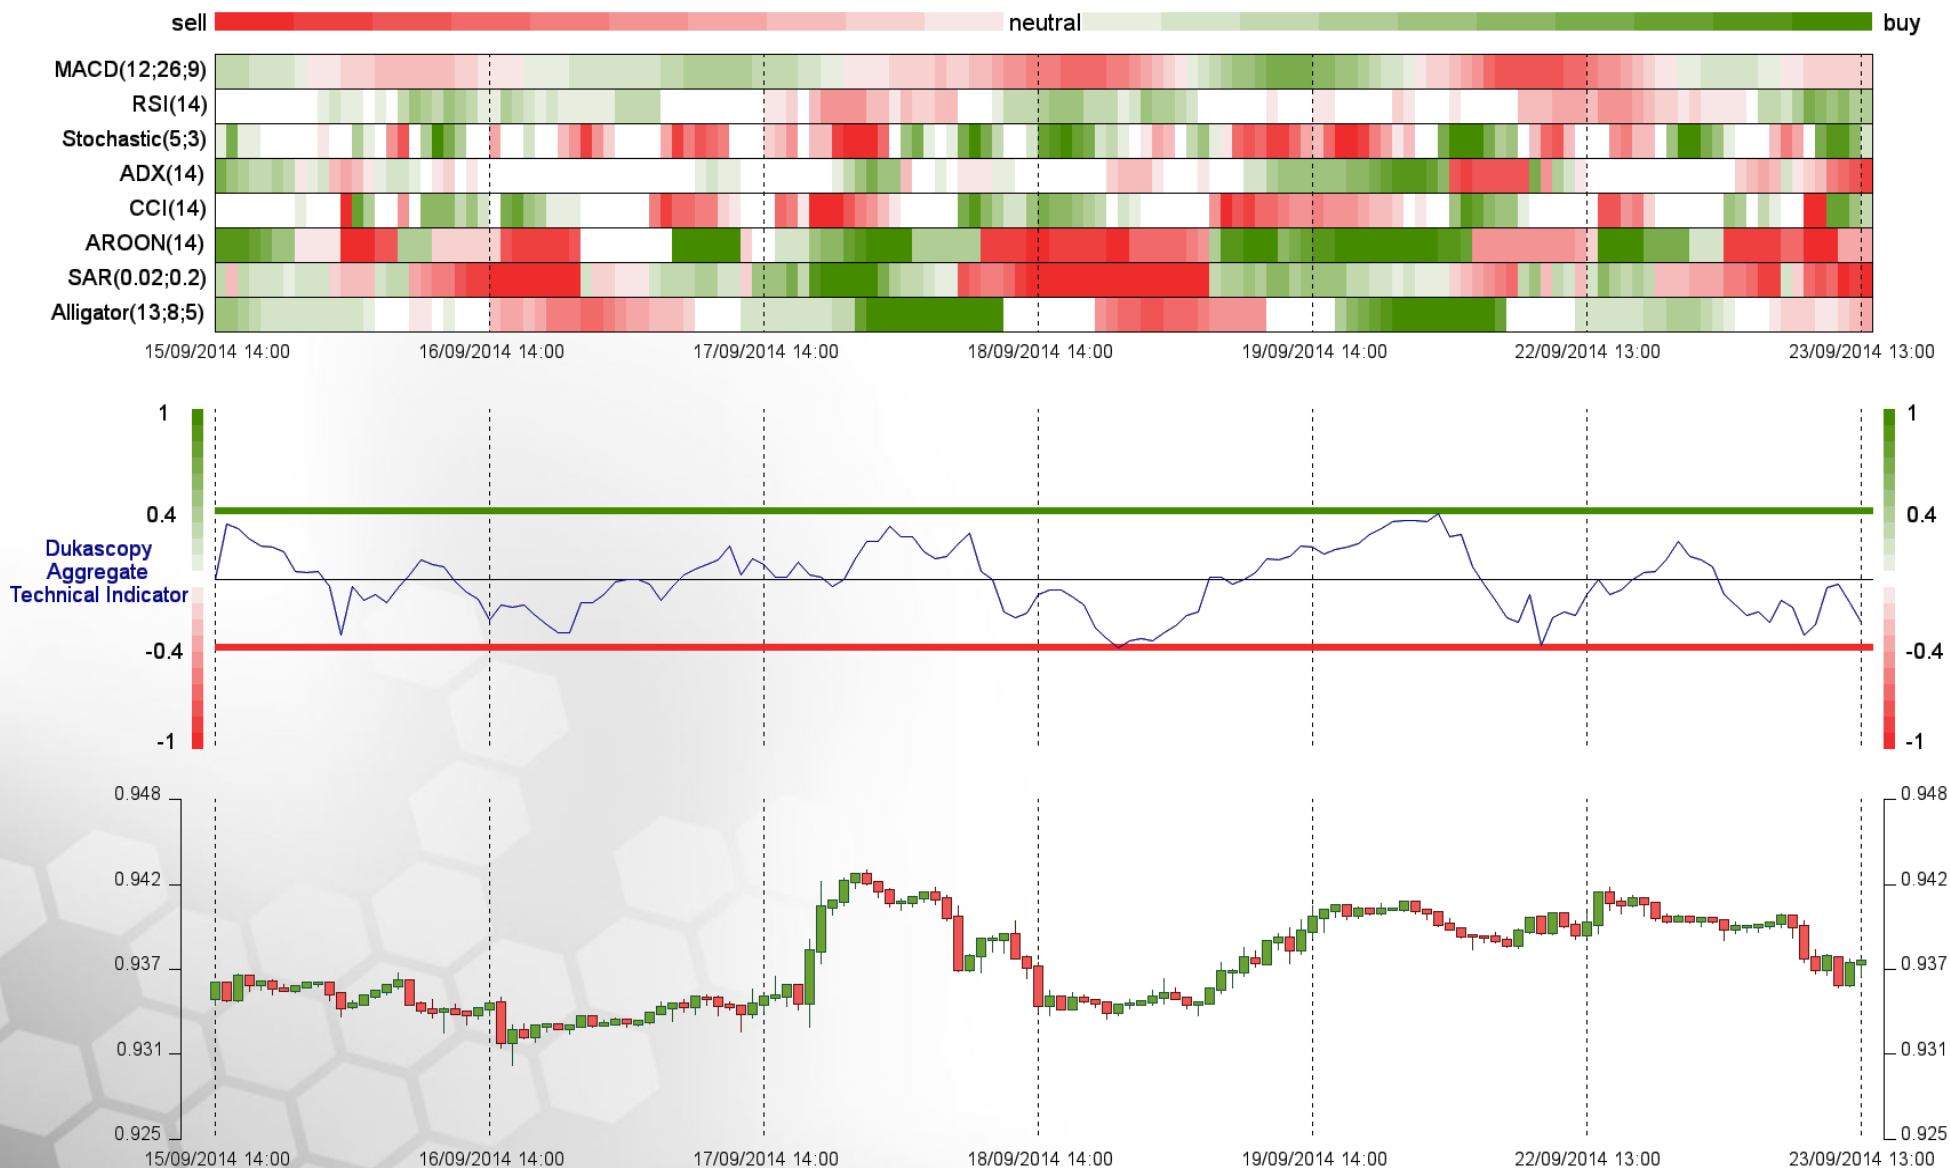 sell neutral buy
MACD(12;26;9)
RSI(14)
Stochastic(5;3)
ADX(14)
CCI(14)
AROON(14)
SAR(0.02;0.2)
Alligator(13;8;5)
15/09/2014 14:00 16/09/2014 14:00 17/09/2014 14:00 18/09/2014 14:00 19/09/2014 14:00 22/09/2014 13:00 23/09/2014 13:00
1 1
0.4 0.4
Dukascopy
Aggregate
Technical Indicator
-0.4 -0.4
-1 -1
0.948 0.948
0.942 0.942
0.937 0.937
0.931 0.931
0.925 0.925
15/09/2014 14:00 16/09/2014 14:00 17/09/2014 14:00 18/09/2014 14:00 19/09/2014 14:00 22/09/2014 13:00 23/09/2014 13:00